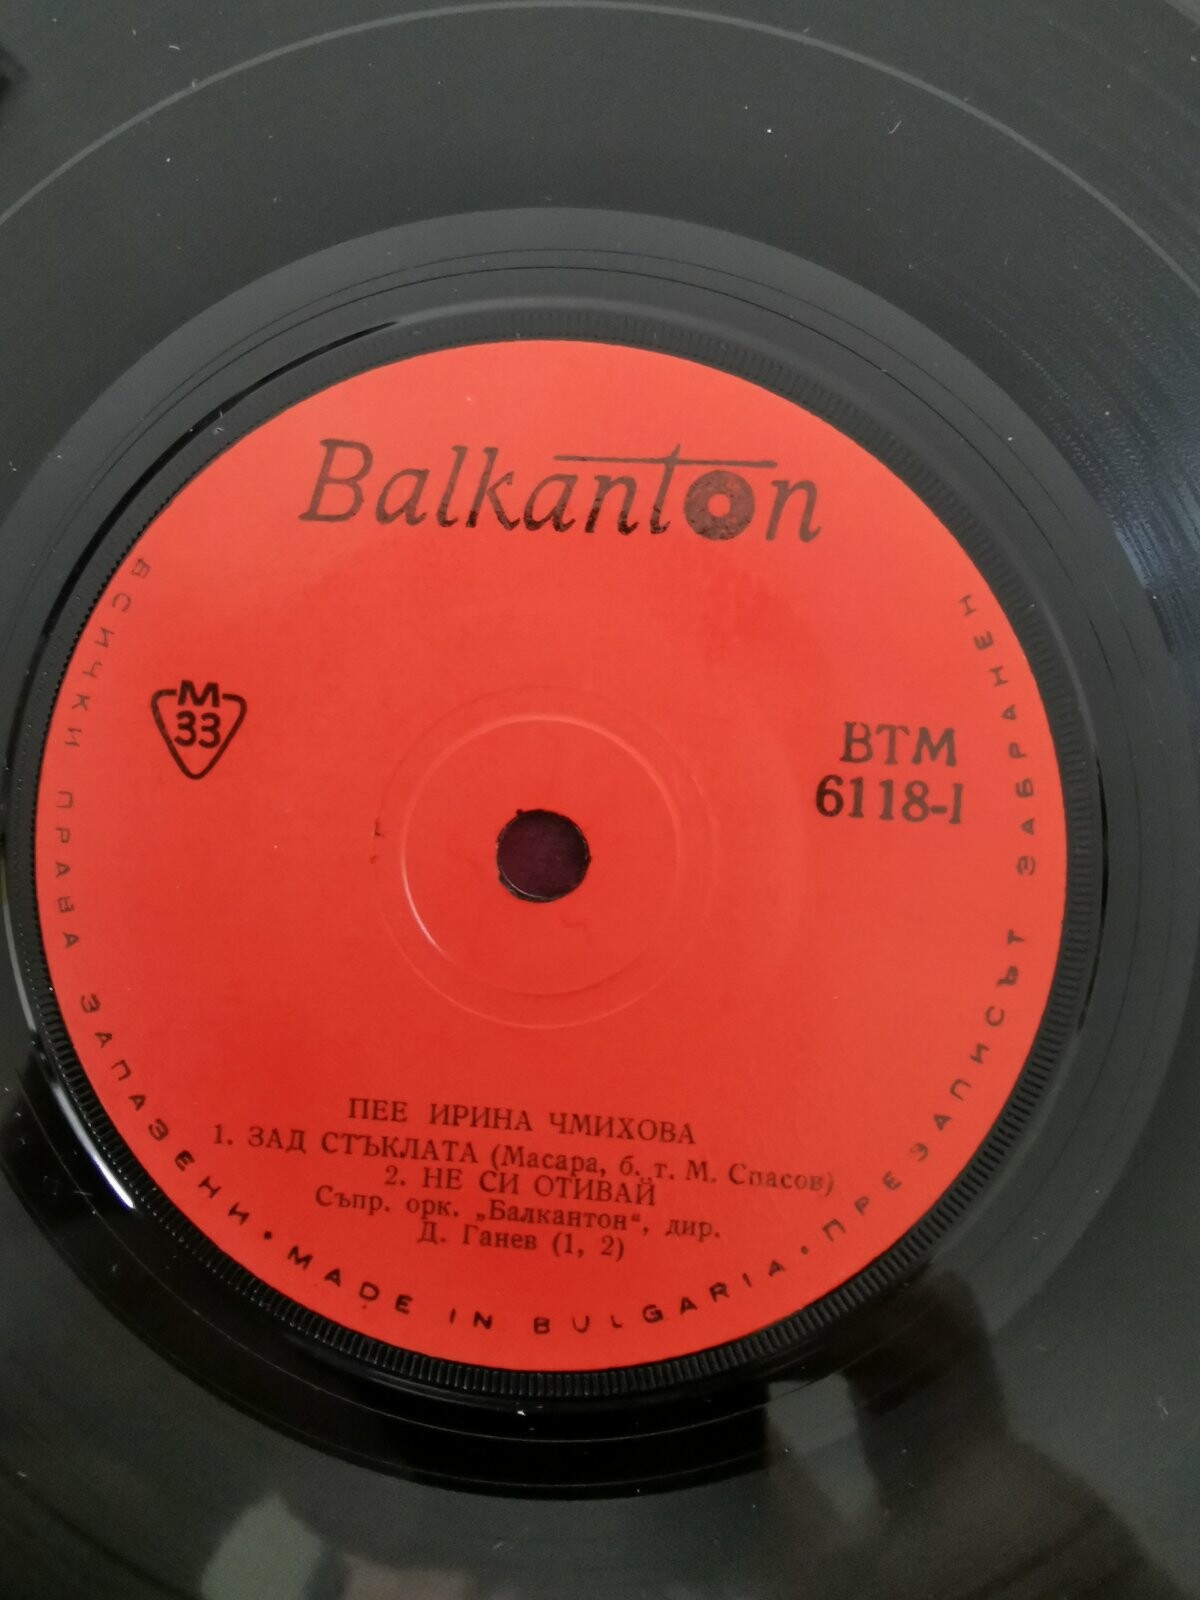 Balkanton
M
33
ВТМ
6118-I
ПЕЕ ИРИНА ЧМИХОВА
1. ЗАД СТЪКЛАТА (Масара, б. т. М. Спасов)
2. НЕ СИ ОТИВАЙ
Съпр. орк. „Балкантон“, дир.
Д. Ганев (1, 2)
ВСИЧКИ ПРАВА ЗАПАЗЕНИ • MADE IN BULGARIA • ПРЕЗАПИСЪТ ЗАБРАНЕН